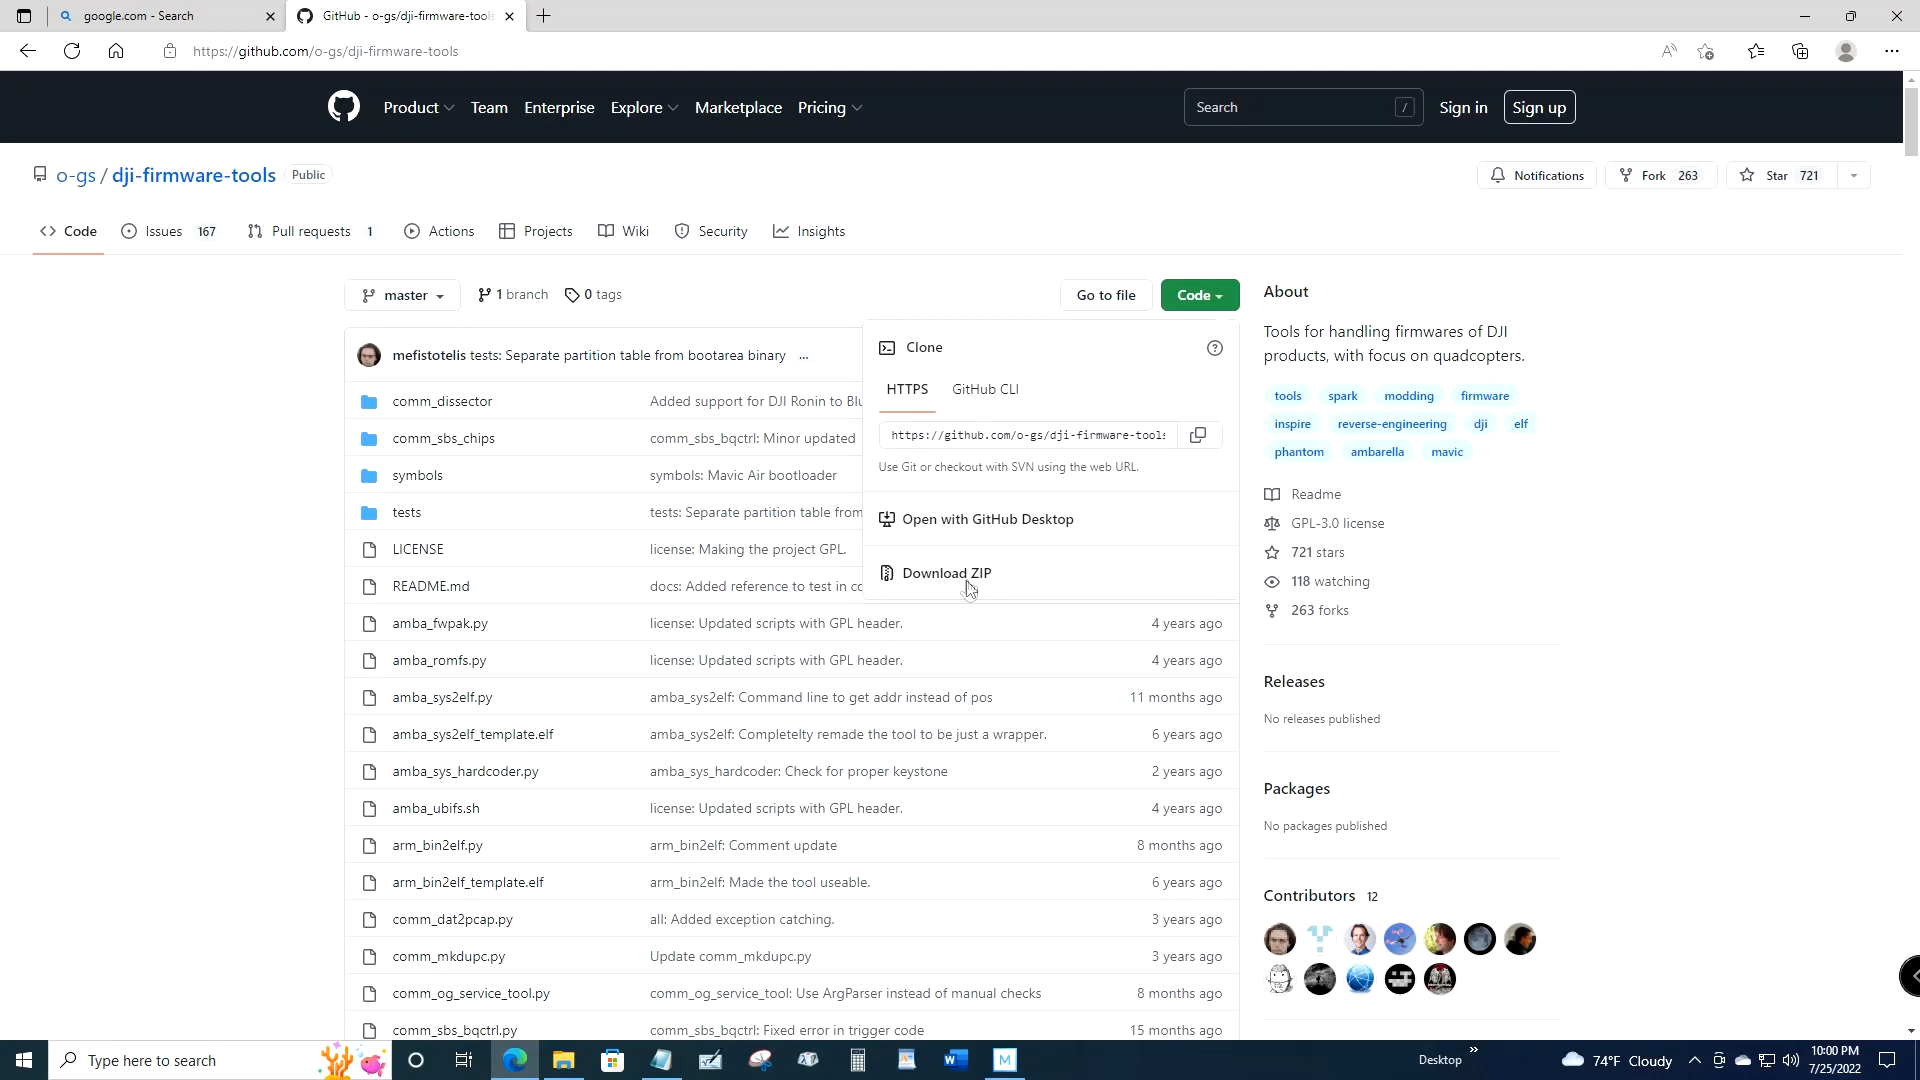 google.com - Search
GitHub - o-gs/dji-firmware-tools
https://github.com/o-gs/dji-firmware-tools
Product
Team
Enterprise
Explore
Marketplace
Pricing
Search
/
Sign in
Sign up
o-gs / dji-firmware-tools
Public
Notifications
Fork 263
Star 721
Code
Issues 167
Pull requests 1
Actions
Projects
Wiki
Security
Insights
master
1 branch
0 tags
Go to file
Code
mefistotelis tests: Separate partition table from bootarea binary ...
comm_dissector
Added support for DJI Ronin to Blu
comm_sbs_chips
comm_sbs_bqctrl: Minor updated
symbols
symbols: Mavic Air bootloader
tests
tests: Separate partition table from
LICENSE
license: Making the project GPL.
README.md
docs: Added reference to test in co
amba_fwpak.py
license: Updated scripts with GPL header.
4 years ago
amba_romfs.py
license: Updated scripts with GPL header.
4 years ago
amba_sys2elf.py
amba_sys2elf: Command line to get addr instead of pos
11 months ago
amba_sys2elf_template.elf
amba_sys2elf: Completelty remade the tool to be just a wrapper.
6 years ago
amba_sys_hardcoder.py
amba_sys_hardcoder: Check for proper keystone
2 years ago
amba_ubifs.sh
license: Updated scripts with GPL header.
4 years ago
arm_bin2elf.py
arm_bin2elf: Comment update
8 months ago
arm_bin2elf_template.elf
arm_bin2elf: Made the tool useable.
6 years ago
comm_dat2pcap.py
all: Added exception catching.
3 years ago
comm_mkdupc.py
Update comm_mkdupc.py
3 years ago
comm_og_service_tool.py
comm_og_service_tool: Use ArgParser instead of manual checks
8 months ago
comm_sbs_bqctrl.py
comm_sbs_bqctrl: Fixed error in trigger code
15 months ago
Clone
HTTPS
GitHub CLI
https://github.com/o-gs/dji-firmware-tools
Use Git or checkout with SVN using the web URL.
Open with GitHub Desktop
Download ZIP
About
Tools for handling firmwares of DJI
products, with focus on quadcopters.
tools spark modding firmware
inspire reverse-engineering dji elf
phantom ambarella mavic
Readme
GPL-3.0 license
721 stars
118 watching
263 forks
Releases
No releases published
Packages
No packages published
Contributors 12
Type here to search
Desktop
74°F Cloudy
10:00 PM
7/25/2022